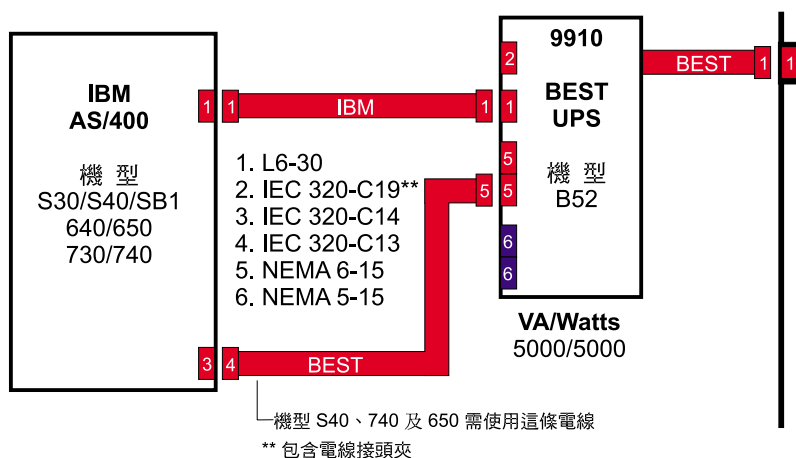 IBM
AS/400
機 型
S30/S40/SB1
640/650
730/740
1
1
IBM
1
1
2
9910
BEST
UPS
機 型
B52
BEST
1
1
5
5
5
6
6
1. L6-30
2. IEC 320-C19**
3. IEC 320-C14
4. IEC 320-C13
5. NEMA 6-15
6. NEMA 5-15
VA/Watts
5000/5000
3
4
BEST
機型 S40、740 及 650 需使用這條電線
** 包含電線接頭夾